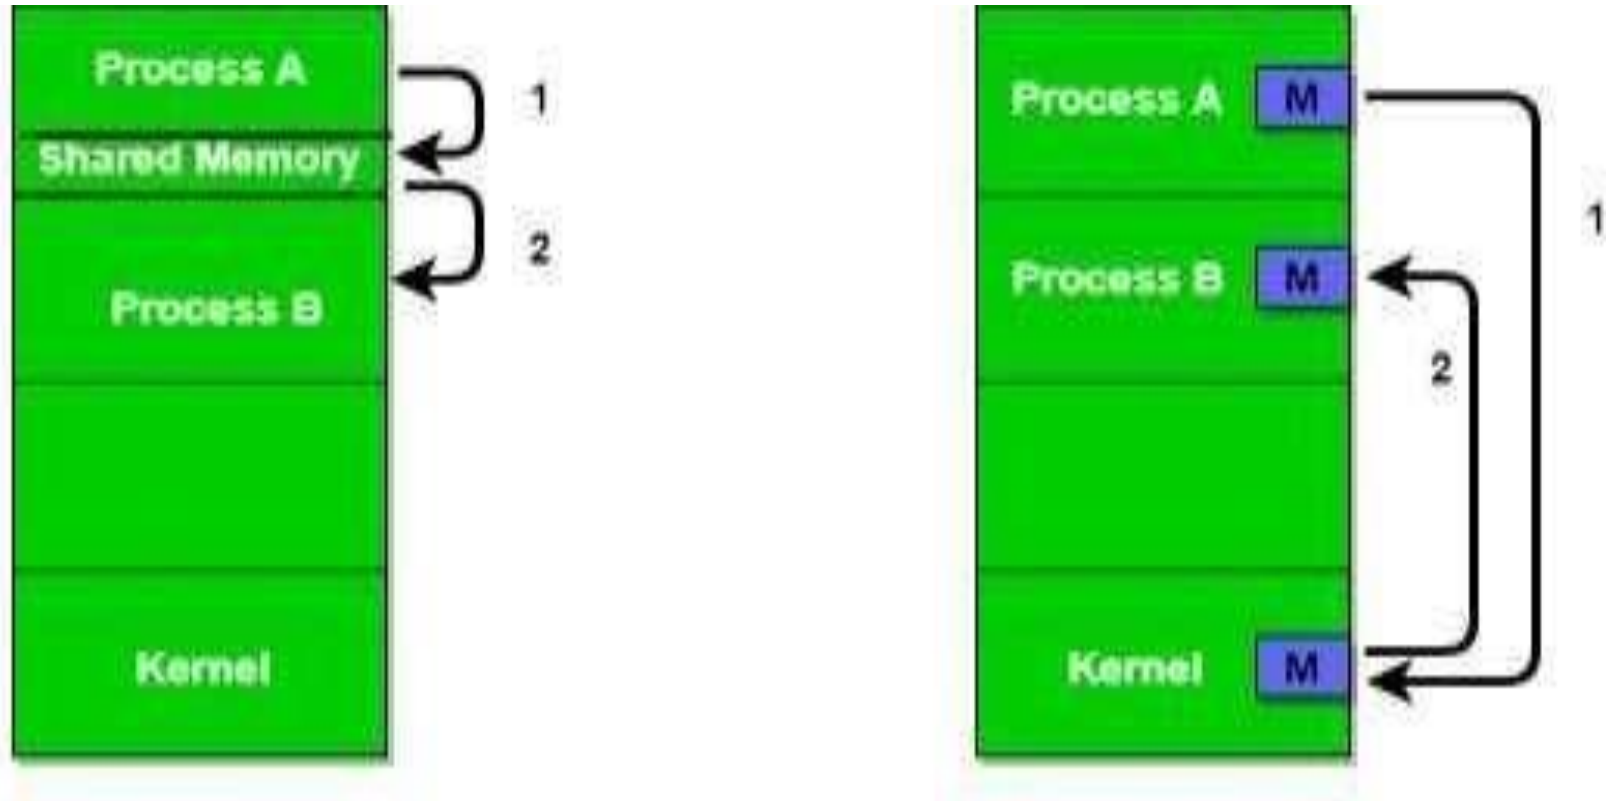 Process A
1
Shared Memory
2
Process B
Kernel
Process A M
1
Process B M
2
Kernel M